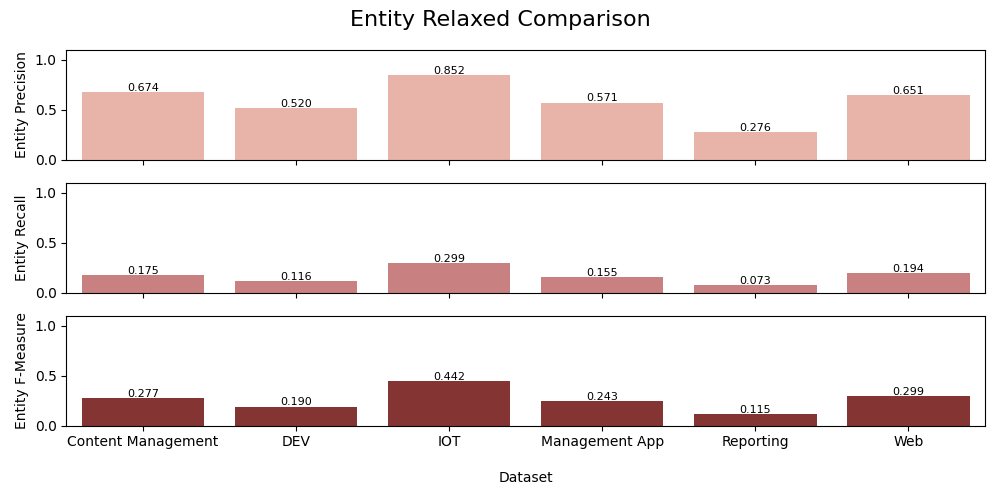 Entity Relaxed Comparison
Entity Precision
1.0
0.5
0.0
0.674
0.520
0.852
0.571
0.276
0.651
Entity Recall
1.0
0.5
0.0
0.175
0.116
0.299
0.155
0.073
0.194
Entity F-Measure
1.0
0.5
0.0
0.277
0.190
0.442
0.243
0.115
0.299
Content Management
DEV
IOT
Management App
Reporting
Web
Dataset